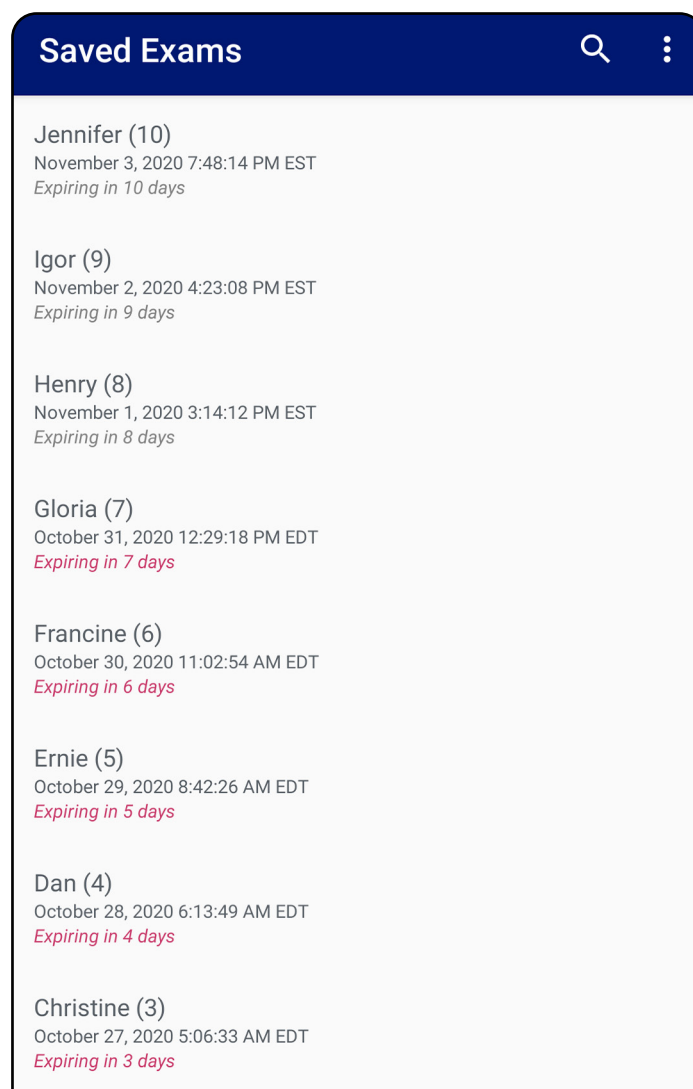 Saved Exams
Jennifer (10)
November 3, 2020 7:48:14 PM EST
Expiring in 10 days
Igor (9)
November 2, 2020 4:23:08 PM EST
Expiring in 9 days
Henry (8)
November 1, 2020 3:14:12 PM EST
Expiring in 8 days
Gloria (7)
October 31, 2020 12:29:18 PM EDT
Expiring in 7 days
Francine (6)
October 30, 2020 11:02:54 AM EDT
Expiring in 6 days
Ernie (5)
October 29, 2020 8:42:26 AM EDT
Expiring in 5 days
Dan (4)
October 28, 2020 6:13:49 AM EDT
Expiring in 4 days
Christine (3)
October 27, 2020 5:06:33 AM EDT
Expiring in 3 days